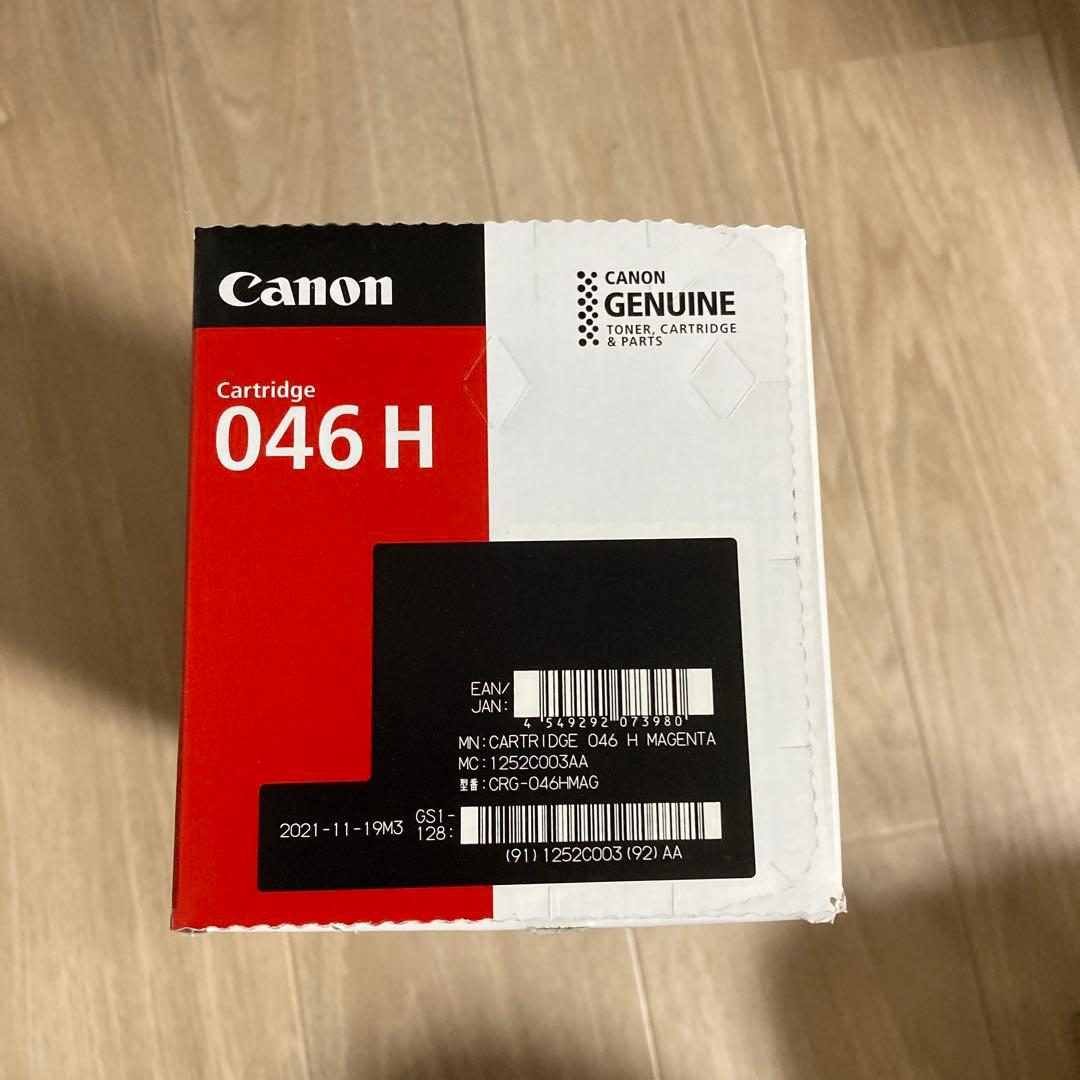 Canon
CANON
GENUINE
TONER, CARTRIDGE
& PARTS
Cartridge
046 H
EAN/
JAN:
4 549292 073980
MN:CARTRIDGE 046 H MAGENTA
MC:1252C003AA
型番:CRG-046HMAG
2021-11-19M3
GS1-
128:
(91)1252C003(92)AA